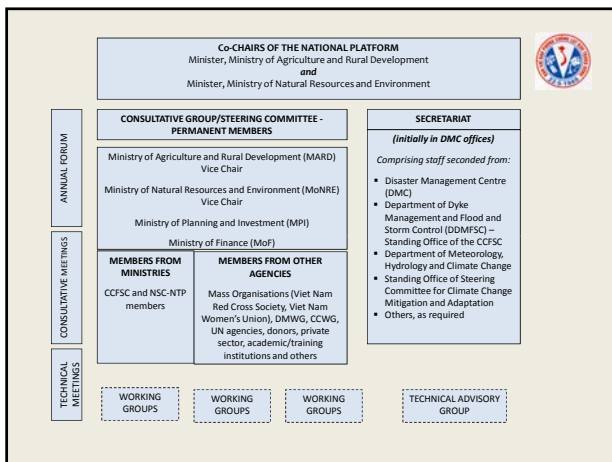 Co-CHAIRS OF THE NATIONAL PLATFORM
Minister, Ministry of Agriculture and Rural Development
and
Minister, Ministry of Natural Resources and Environment
ANNUAL FORUM
CONSULTATIVE MEETINGS
TECHNICAL MEETINGS
CONSULTATIVE GROUP/STEERING COMMITTEE -
PERMANENT MEMBERS
Ministry of Agriculture and Rural Development (MARD)
Vice Chair
Ministry of Natural Resources and Environment (MoNRE)
Vice Chair
Ministry of Planning and Investment (MPI)
Ministry of Finance (MoF)
MEMBERS FROM
MINISTRIES
CCFSC and NSC-NTP
members
MEMBERS FROM OTHER
AGENCIES
Mass Organisations (Viet Nam
Red Cross Society, Viet Nam
Women's Union), DMWG, CCWG,
UN agencies, donors, private
sector, academic/training
institutions and others
SECRETARIAT
(initially in DMC offices)
Comprising staff seconded from:
▪ Disaster Management Centre
(DMC)
▪ Department of Dyke
Management and Flood and
Storm Control (DDMFSC) –
Standing Office of the CCFSC
▪ Department of Meteorology,
Hydrology and Climate Change
▪ Standing Office of Steering
Committee for Climate Change
Mitigation and Adaptation
▪ Others, as required
WORKING
GROUPS
WORKING
GROUPS
WORKING
GROUPS
TECHNICAL ADVISORY
GROUP